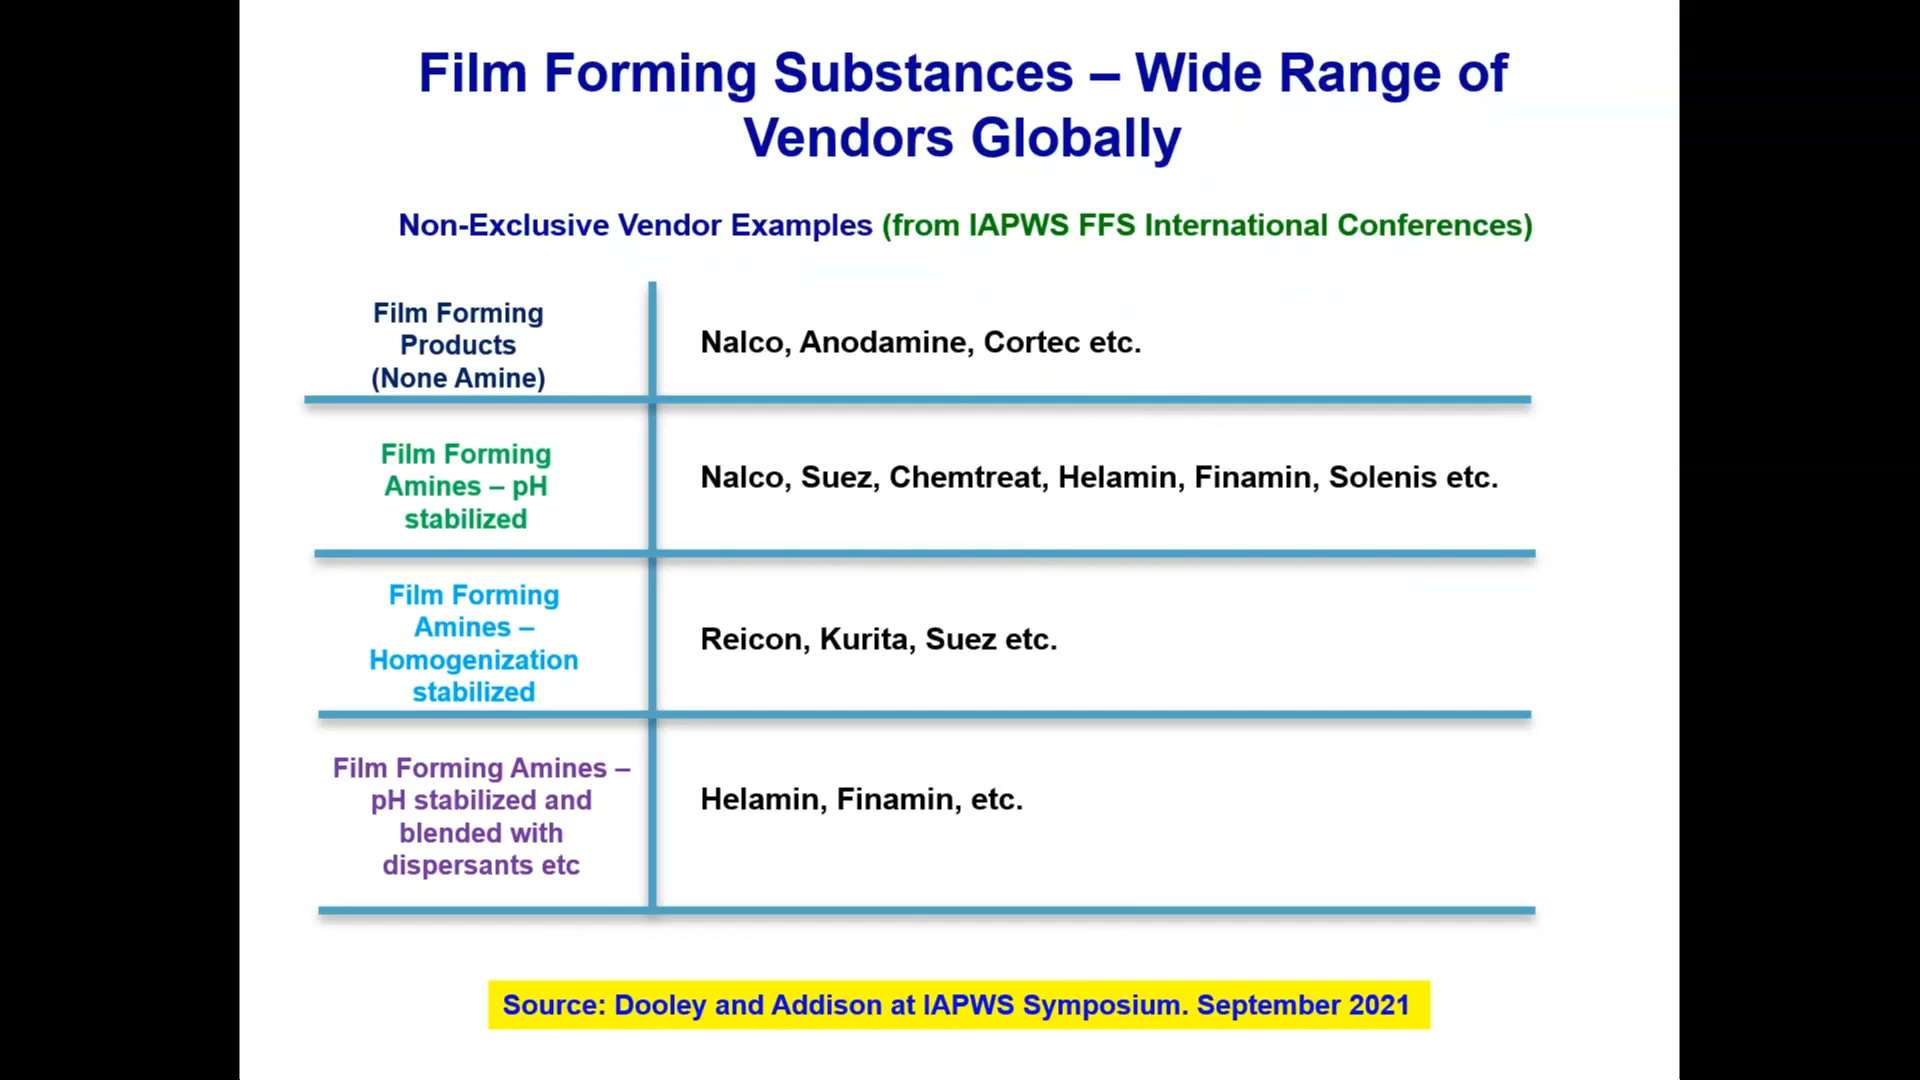 Film Forming Substances – Wide Range of
Vendors Globally
Non-Exclusive Vendor Examples (from IAPWS FFS International Conferences)
Film Forming
Products
(None Amine)
Nalco, Anodamine, Cortec etc.
Film Forming
Amines – pH
stabilized
Nalco, Suez, Chemtreat, Helamin, Finamin, Solenis etc.
Film Forming
Amines –
Homogenization
stabilized
Reicon, Kurita, Suez etc.
Film Forming Amines –
pH stabilized and
blended with
dispersants etc
Helamin, Finamin, etc.
Source: Dooley and Addison at IAPWS Symposium. September 2021